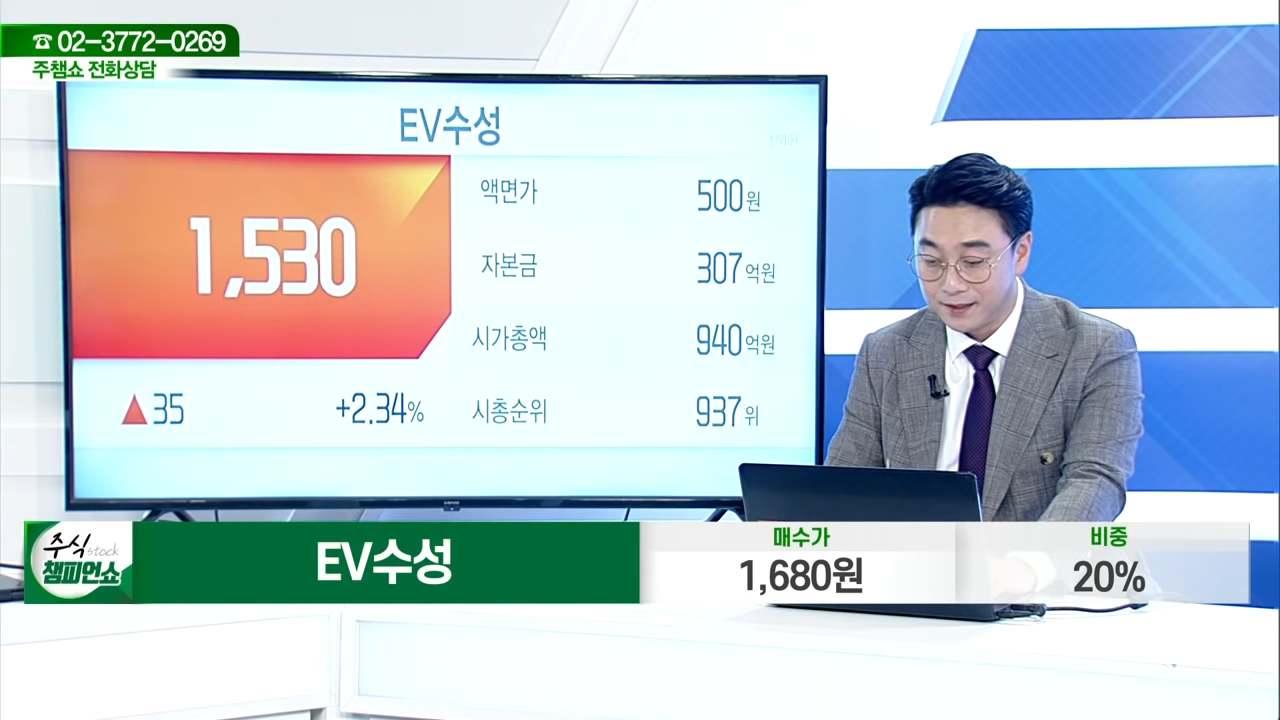 ☎ 02-3772-0269
주챔쇼 전화상담
EV수성
1,530
▲35 +2.34%
액면가 500원
자본금 307억원
시가총액 940억원
시총순위 937위
주식 stock
챔피언쇼
EV수성
매수가
1,680원
비중
20%